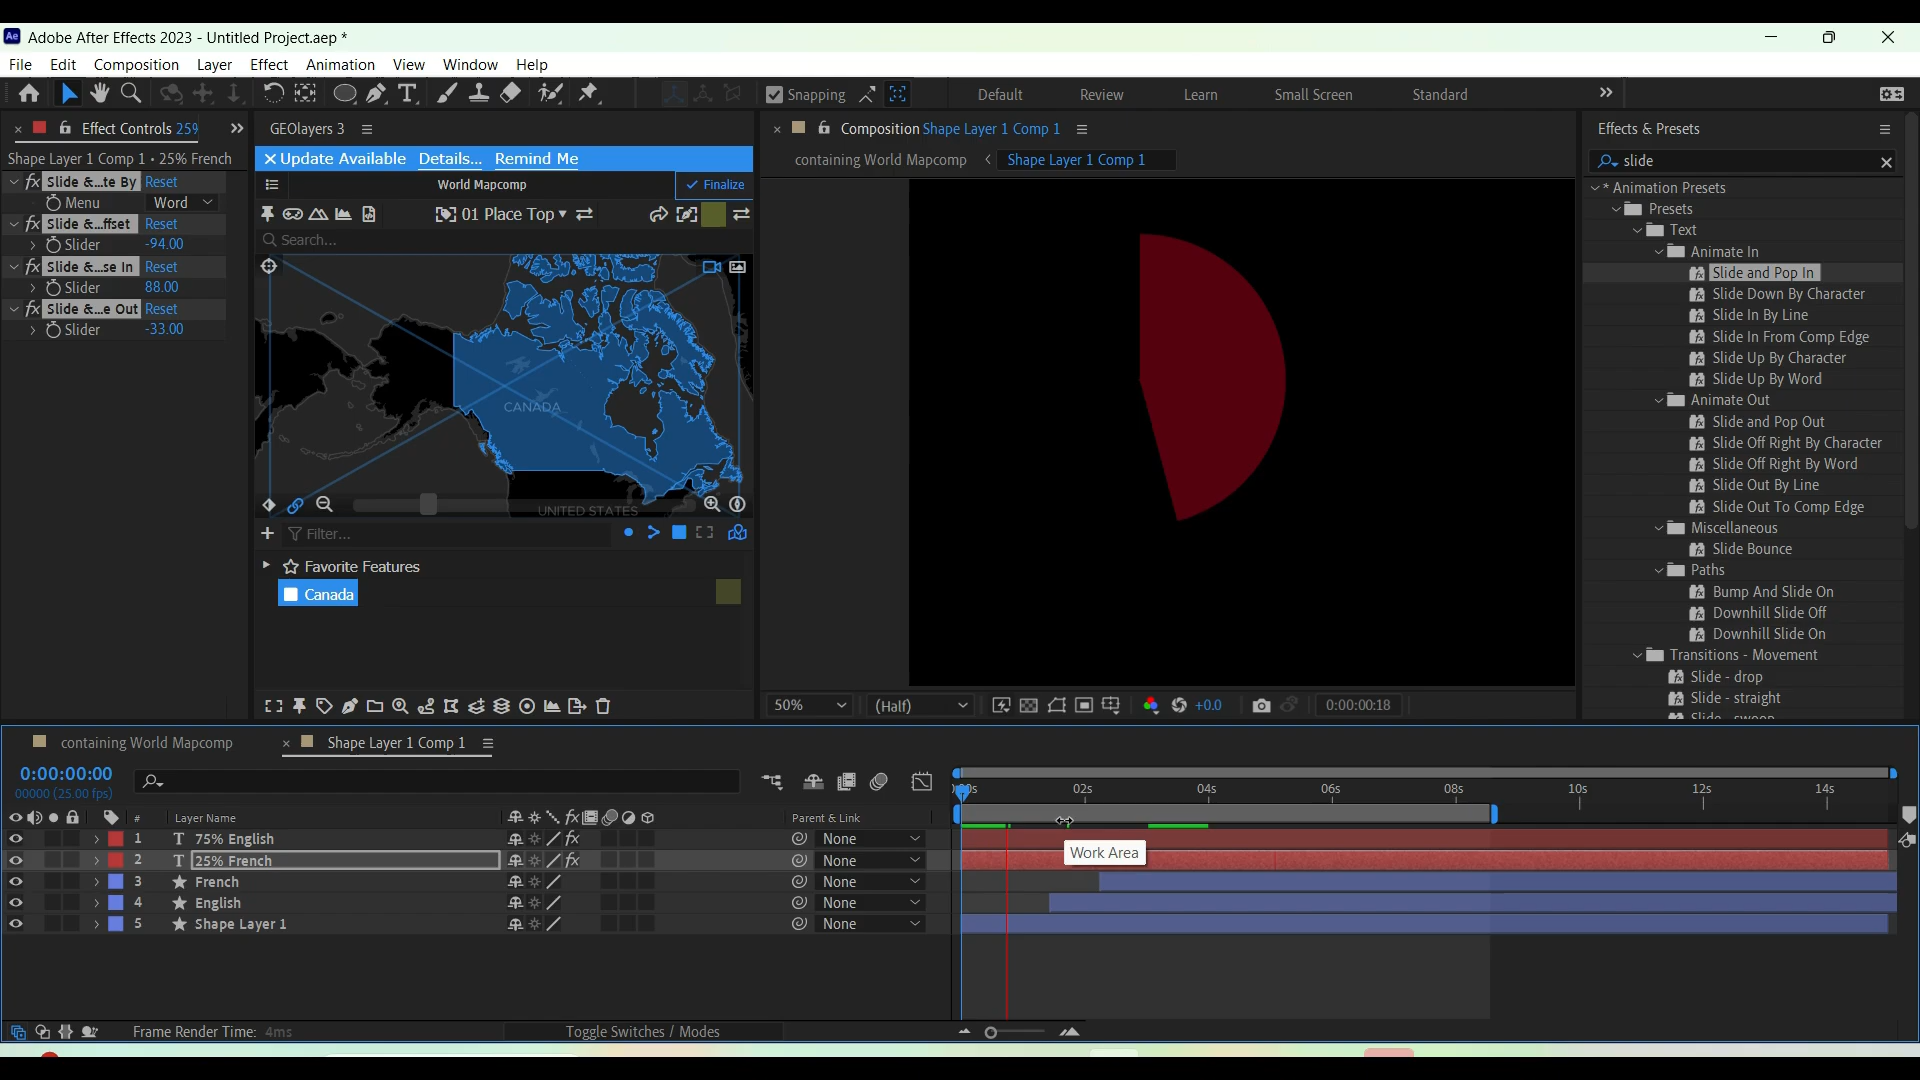 Ae Adobe After Effects 2023 - Untitled Project.aep *
File Edit Composition Layer Effect Animation View Window Help
Snapping Default Review Learn Small Screen Standard
Effect Controls 25%
Shape Layer 1 Comp 1 • 25% French
fx Slide &...te By Reset
Menu Word
fx Slide &...ffset Reset
Slider -94.00
fx Slide &...se In Reset
Slider 88.00
fx Slide &...e Out Reset
Slider -33.00
GEOlayers 3
Update Available Details... Remind Me
World Mapcomp Finalize
01 Place Top
Search...
CANADA
UNITED STATES
Filter...
Favorite Features
Canada
Composition Shape Layer 1 Comp 1
containing World Mapcomp Shape Layer 1 Comp 1
50% (Half) +0.0 0:00:00:18
Effects & Presets
slide
* Animation Presets
Presets
Text
Animate In
Slide and Pop In
Slide Down By Character
Slide In By Line
Slide In From Comp Edge
Slide Up By Character
Slide Up By Word
Animate Out
Slide and Pop Out
Slide Off Right By Character
Slide Off Right By Word
Slide Out By Line
Slide Out To Comp Edge
Miscellaneous
Slide Bounce
Paths
Bump And Slide On
Downhill Slide Off
Downhill Slide On
Transitions - Movement
Slide - drop
Slide - straight
Slide - swoop
containing World Mapcomp Shape Layer 1 Comp 1
0:00:00:00
00000 (25.00 fps)
02s 04s 06s 08s 10s 12s 14s
# Layer Name fx Parent & Link
1 T 75% English fx None
2 T 25% French fx None
3 French None
4 English None
5 Shape Layer 1 None
Work Area
Frame Render Time: 4ms Toggle Switches / Modes